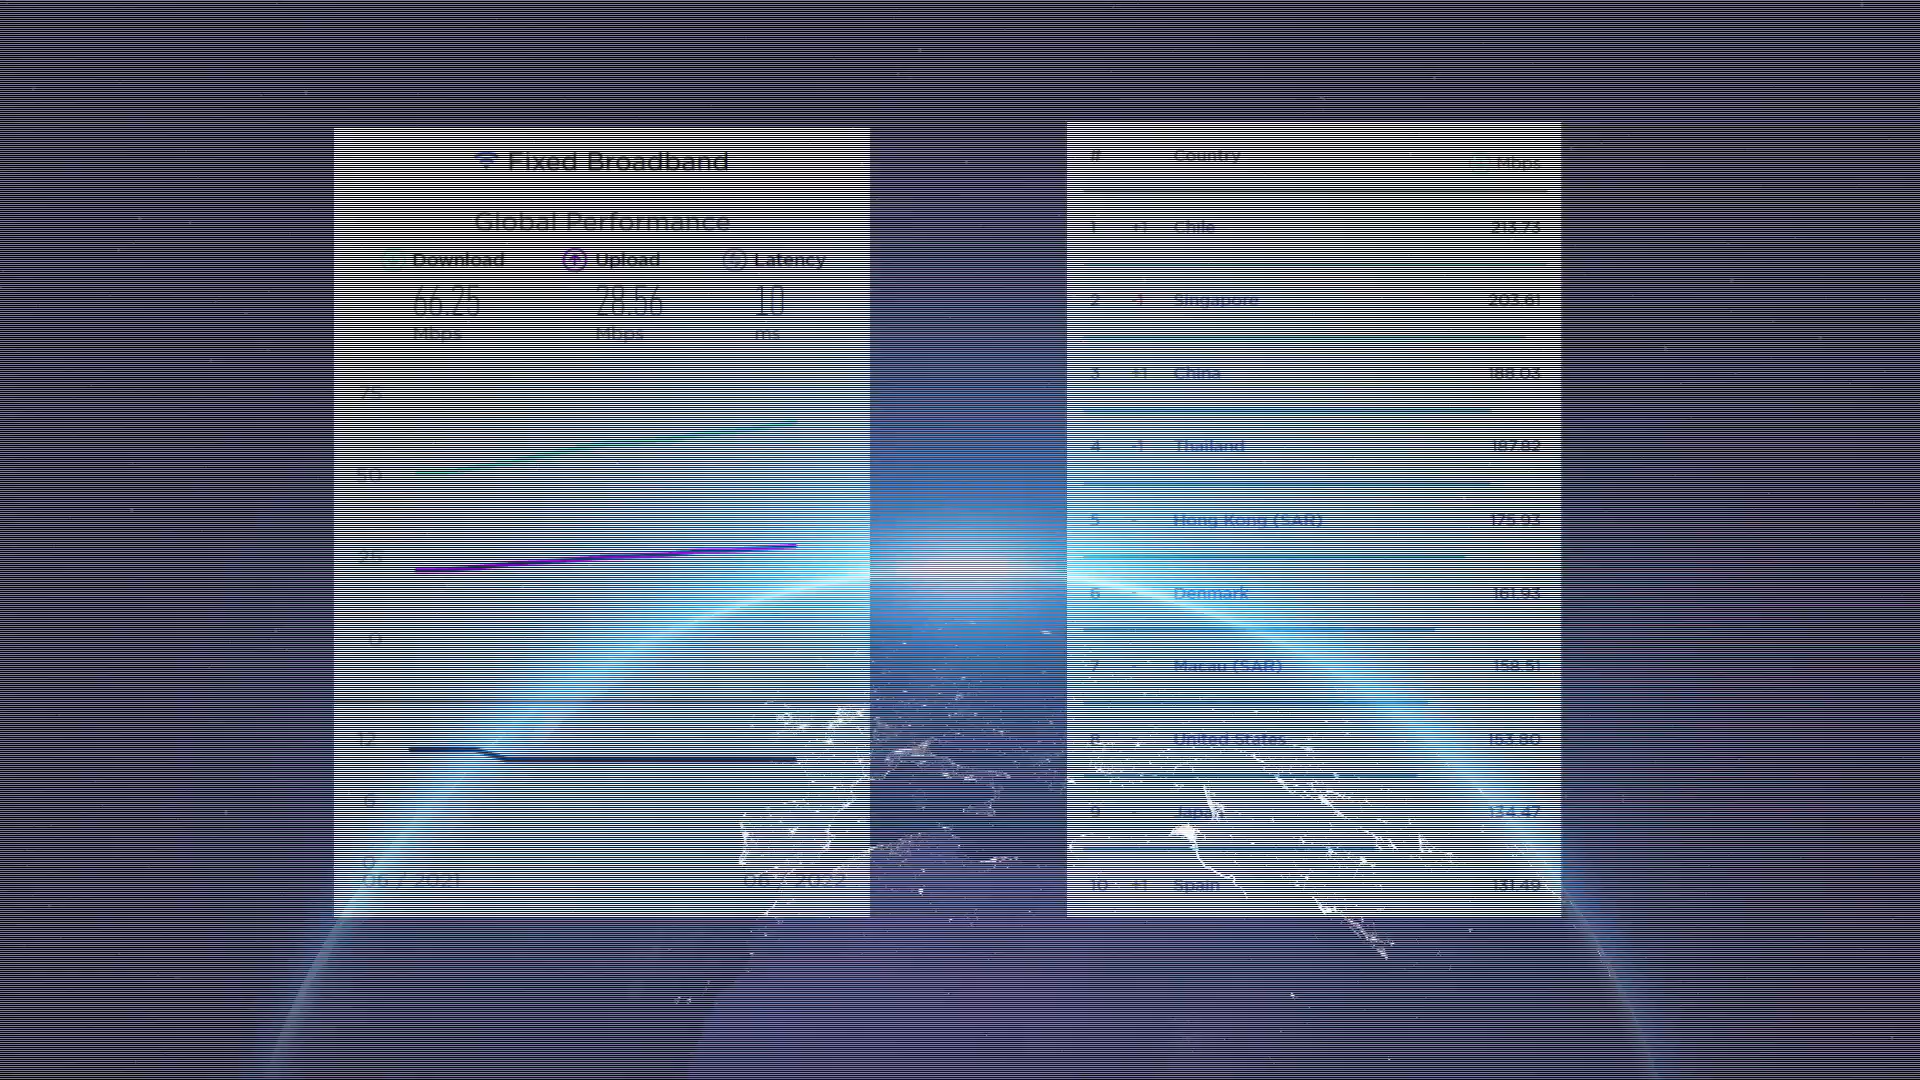 Fixed Broadband
Global Performance
Download Upload Latency
66.25 28.56 10
Mbps Mbps ms
75
50
25
0
12
6
0
06 / 2021 06 / 2022
# Country Mbps
1 +1 Chile 213.73
2 -1 Singapore 203.61
3 +1 China 188.03
4 -1 Thailand 187.82
5 - Hong Kong (SAR) 175.93
6 - Denmark 161.93
7 - Macau (SAR) 158.51
8 - United States 153.80
9 - Japan 134.47
10 +1 Spain 131.49